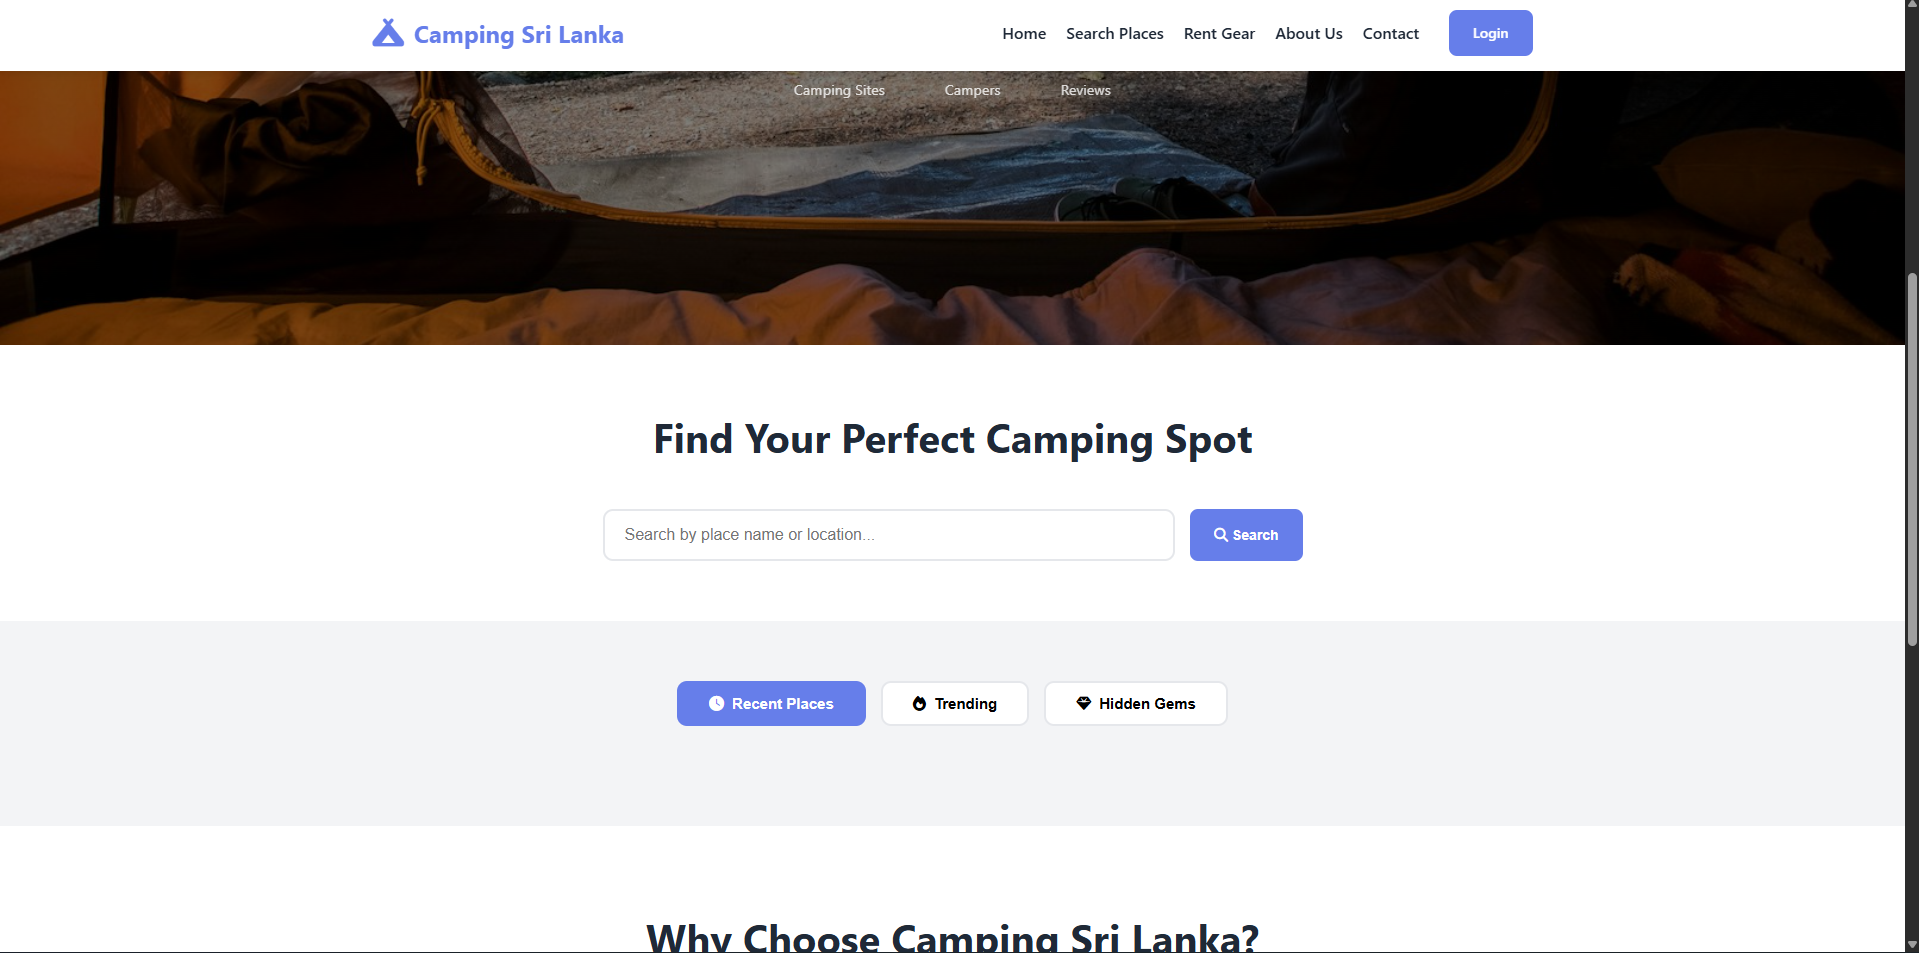 Camping Sri Lanka
Home Search Places Rent Gear About Us Contact Login
Camping Sites Campers Reviews
Find Your Perfect Camping Spot
Search by place name or location...
Search
Recent Places Trending Hidden Gems
Why Choose Camping Sri Lanka?